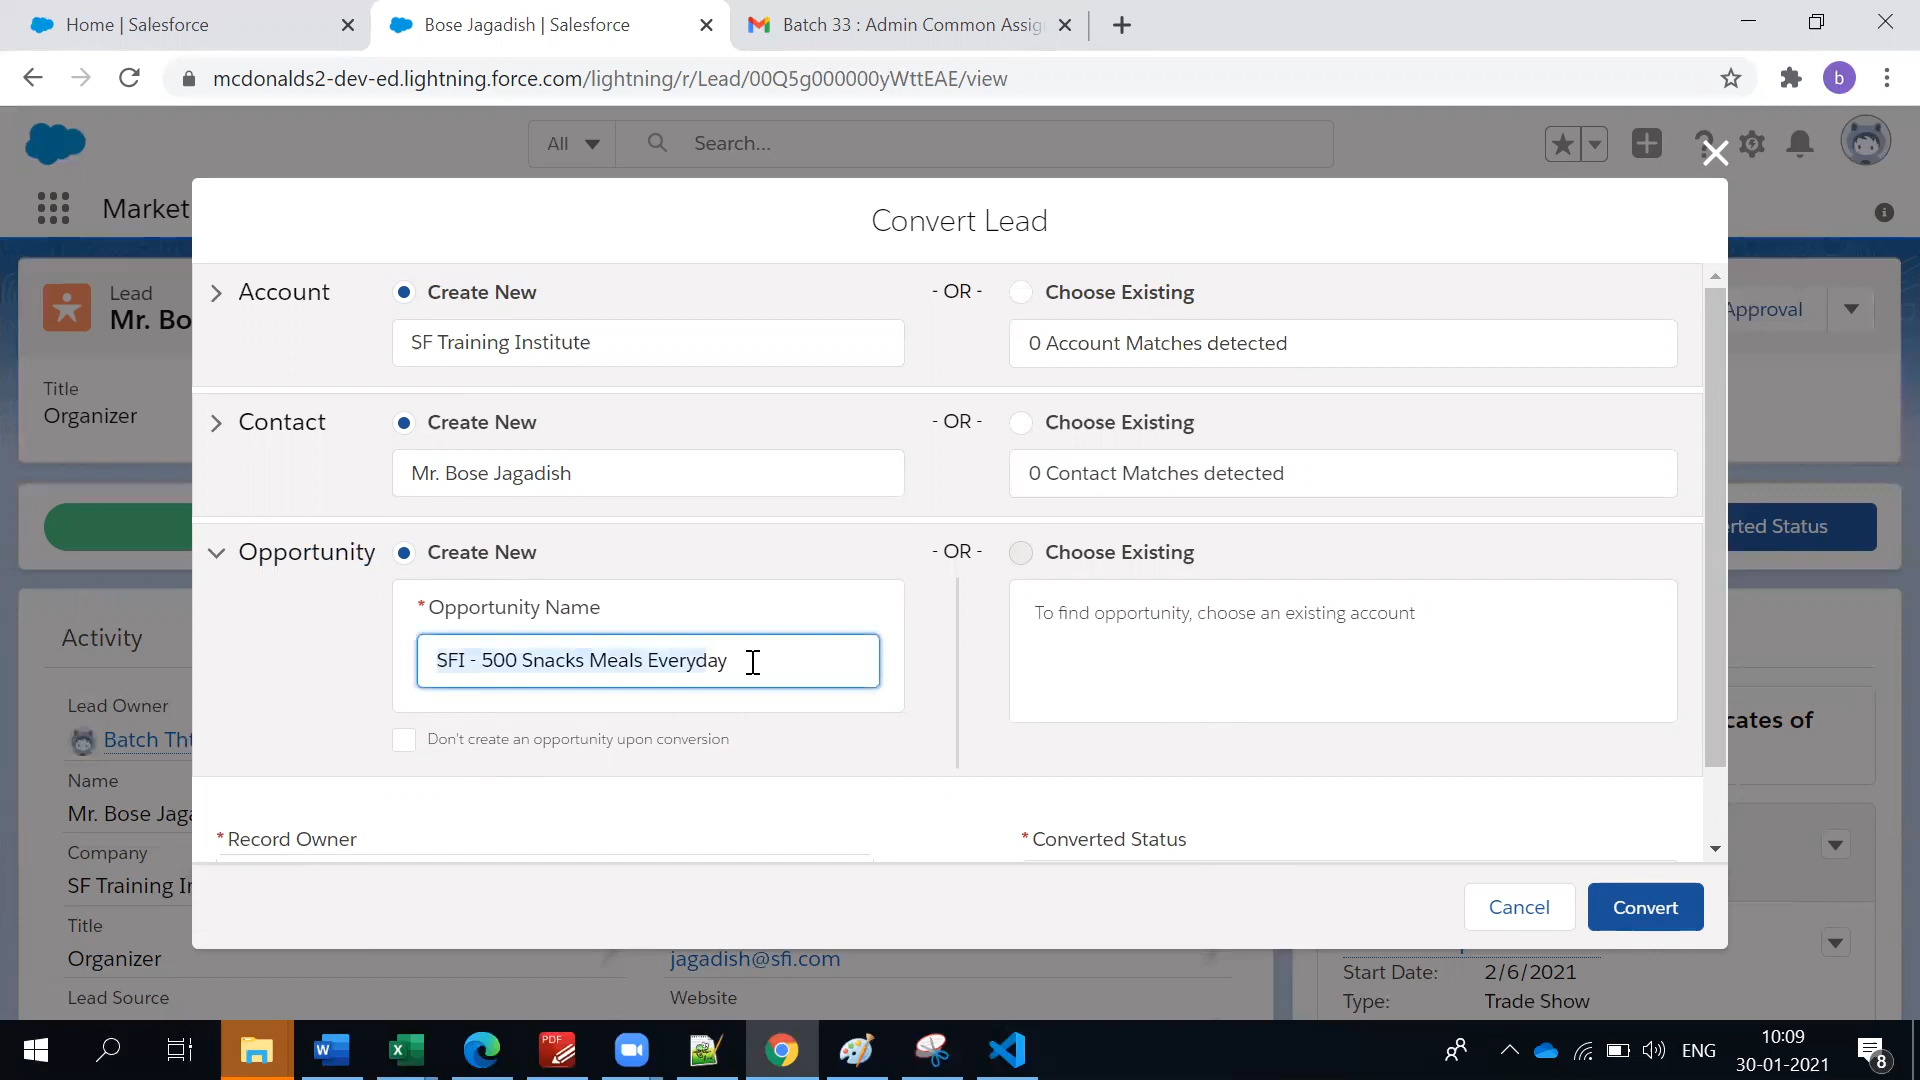 Home | Salesforce
Bose Jagadish | Salesforce
Batch 33 : Admin Common Assig
mcdonalds2-dev-ed.lightning.force.com/lightning/r/Lead/00Q5g000000yWttEAE/view
b
All
Search...
Market
Convert Lead
Lead
Mr. Bo
Approval
Title
Organizer
Account
Create New
- OR -
Choose Existing
SF Training Institute
0 Account Matches detected
Contact
Create New
- OR -
Choose Existing
Mr. Bose Jagadish
0 Contact Matches detected
rted Status
Opportunity
Create New
- OR -
Choose Existing
*Opportunity Name
SFI - 500 Snacks Meals Everyday
To find opportunity, choose an existing account
Don't create an opportunity upon conversion
Activity
Lead Owner
Batch Tht
Name
Mr. Bose Jaga
Company
SF Training In
Title
Organizer
Lead Source
cates of
*Record Owner
*Converted Status
Cancel
Convert
jagadish@sfi.com
Website
Start Date:
2/6/2021
Type:
Trade Show
PDF
ENG
10:09
30-01-2021
8